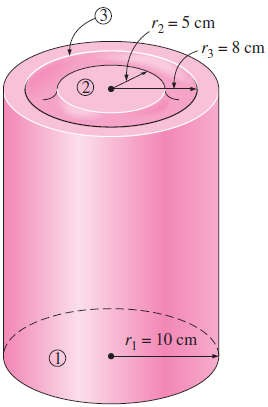 ③
r₂ = 5 cm
r₃ = 8 cm
②
r₁ = 10 cm
①